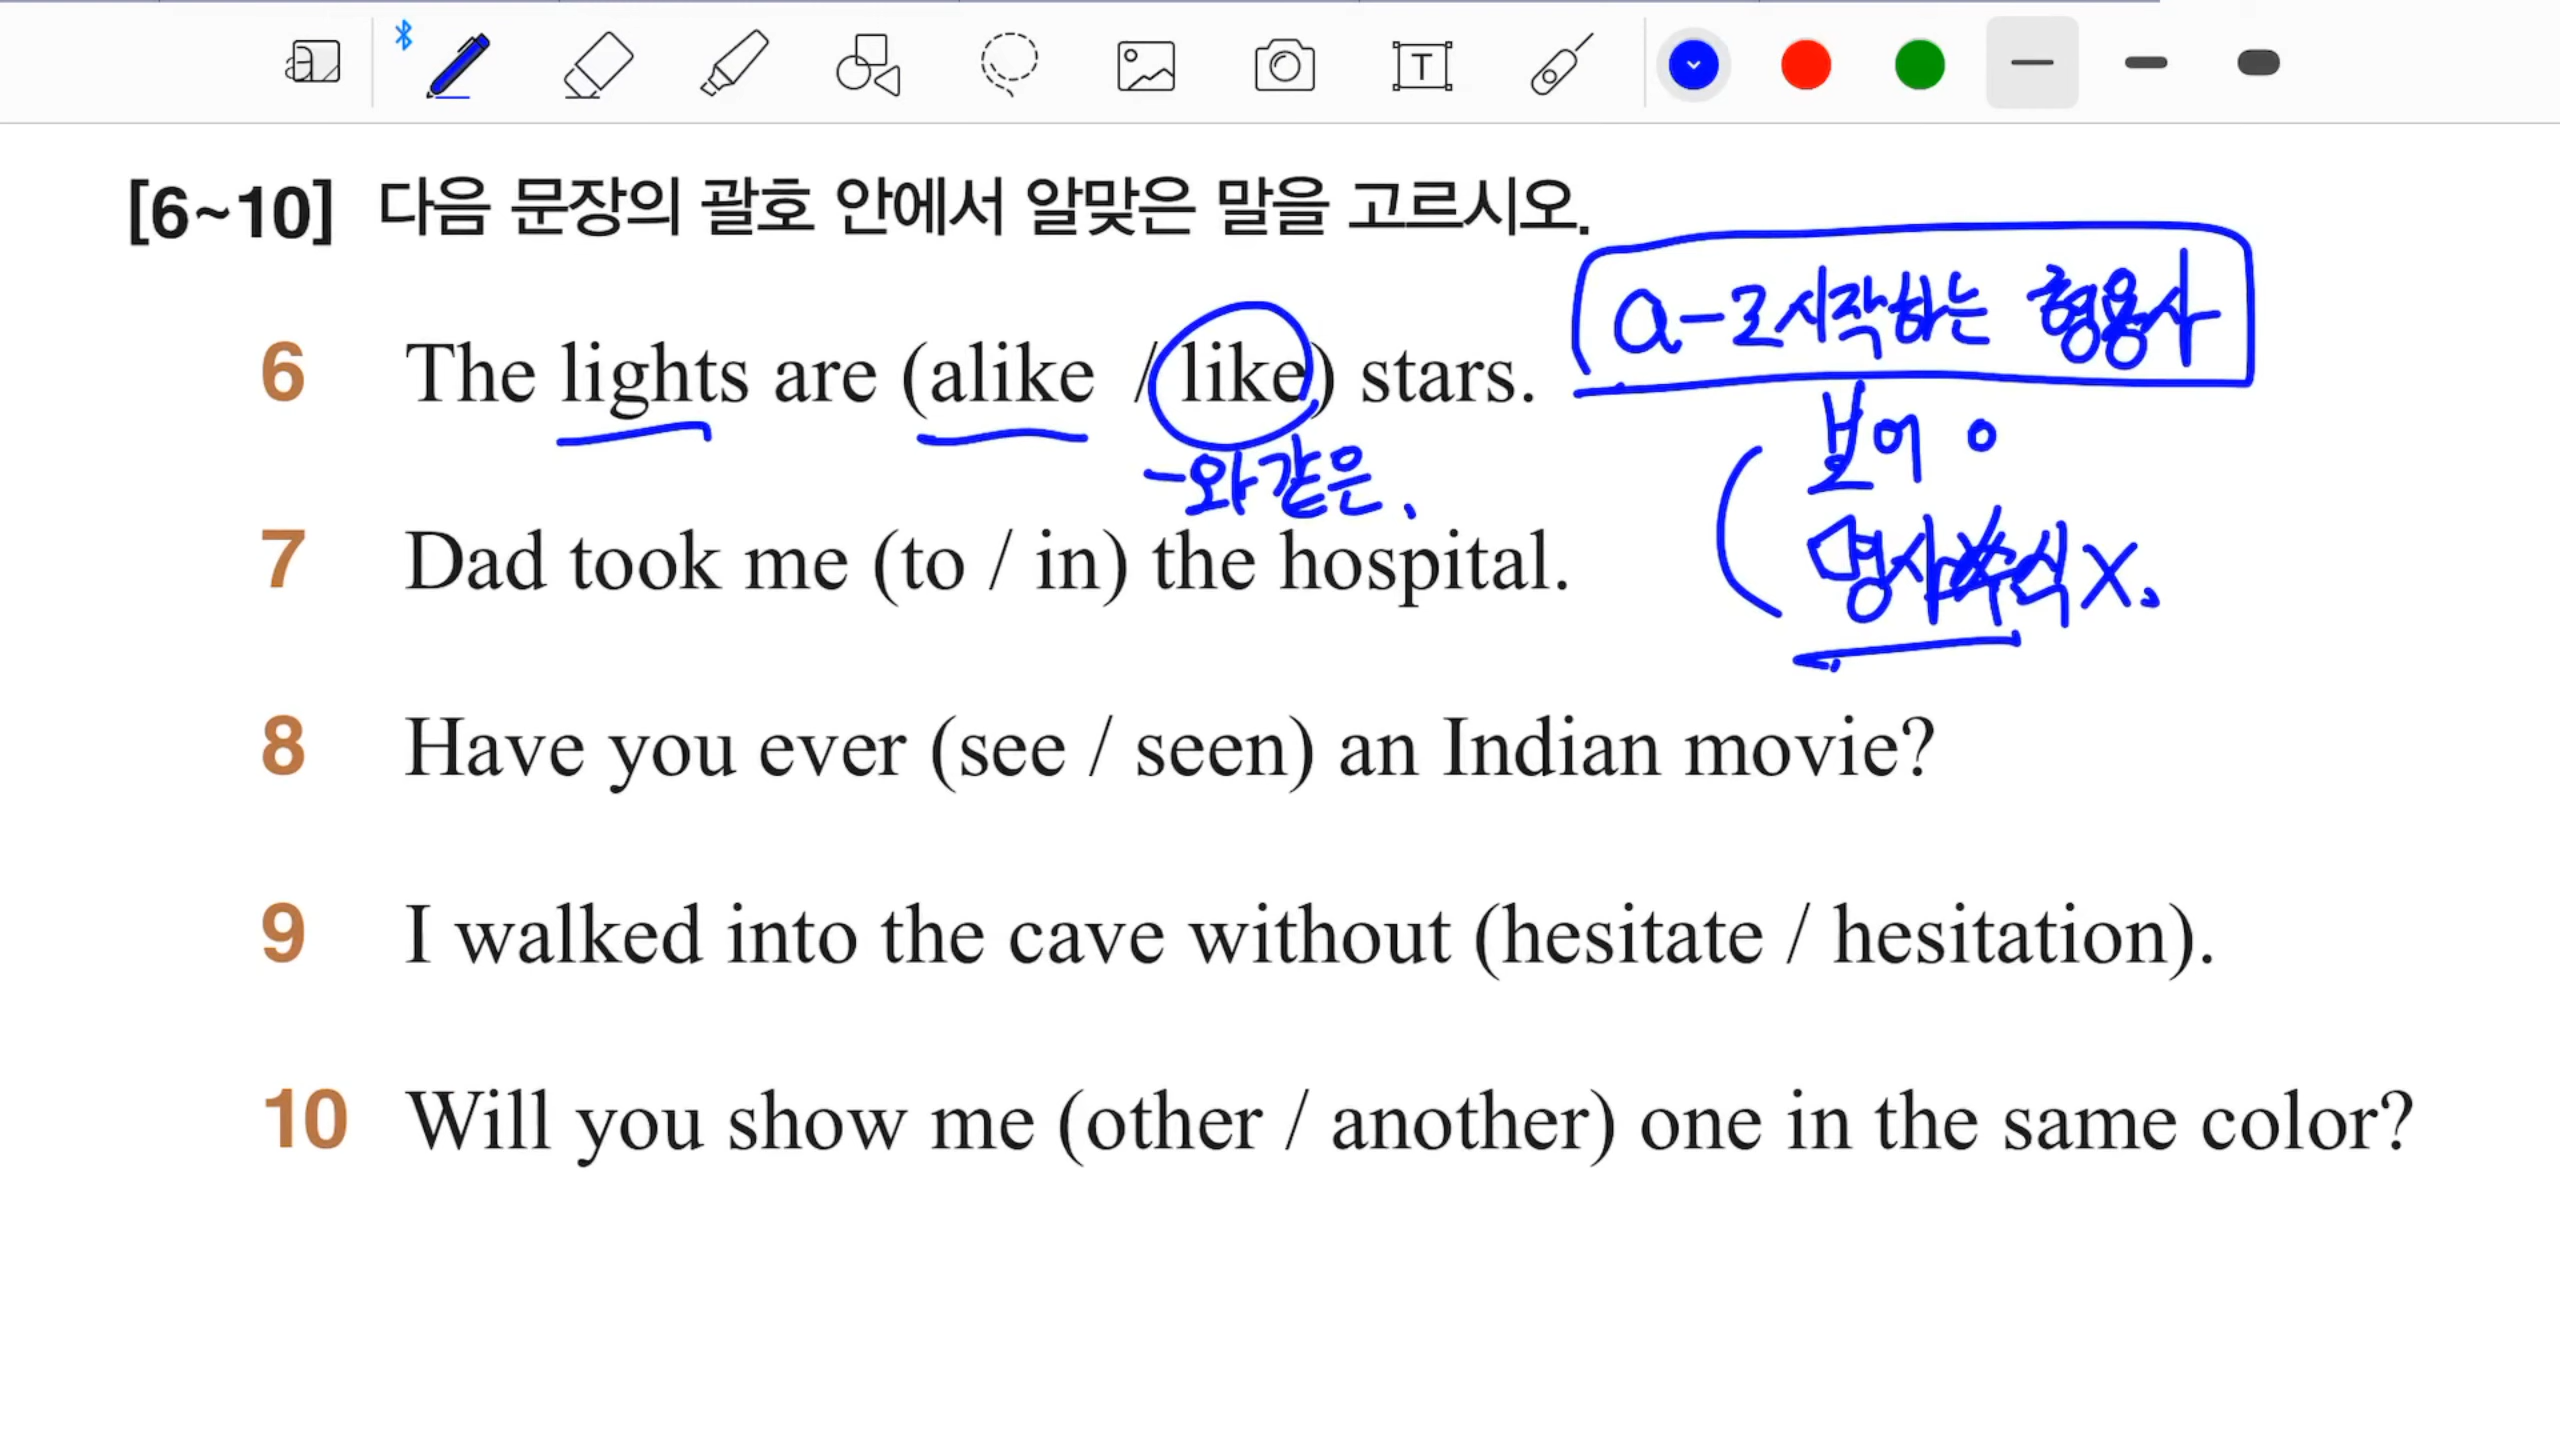 [6~10] 다음 문장의 괄호 안에서 알맞은 말을 고르시오.
a-로시작하는 형용사
6 The lights are (alike / like) stars.
보어 o
-와 같은,
명사수식 X.
7 Dad took me (to / in) the hospital.
8 Have you ever (see / seen) an Indian movie?
9 I walked into the cave without (hesitate / hesitation).
10 Will you show me (other / another) one in the same color?